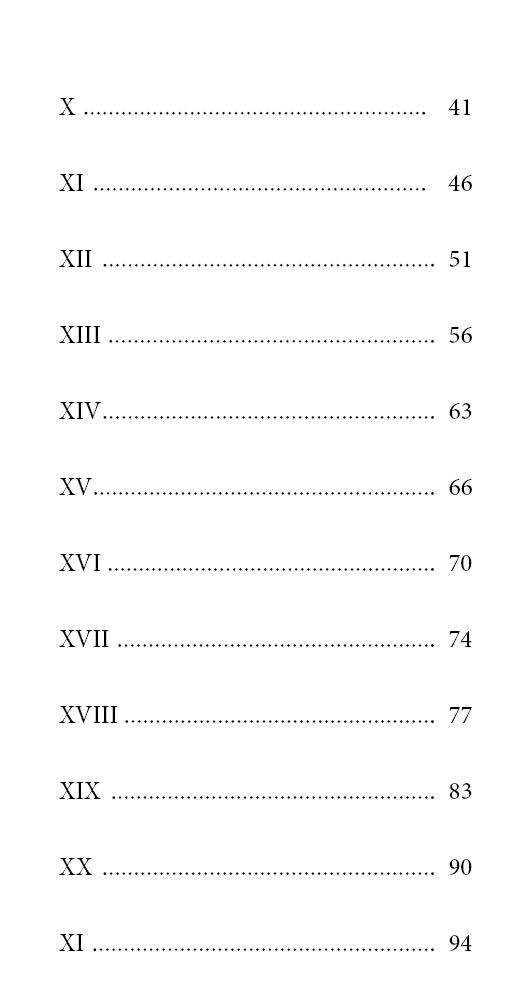 X ........................................................ 41
XI ...................................................... 46
XII ...................................................... 51
XIII ..................................................... 56
XIV...................................................... 63
XV........................................................ 66
XVI ..................................................... 70
XVII ................................................... 74
XVIII .................................................. 77
XIX .................................................... 83
XX ...................................................... 90
XI ........................................................ 94